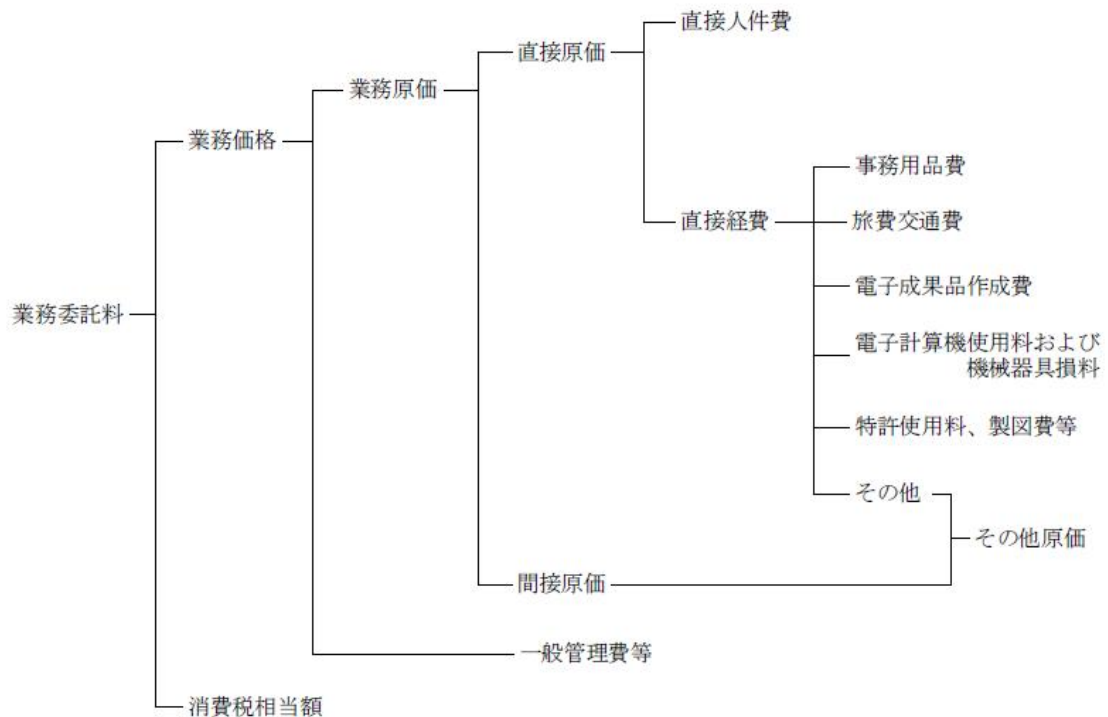 直接人件費
直接原価
業務原価
業務価格
事務用品費
直接経費
旅費交通費
電子成果品作成費
業務委託料
電子計算機使用料および
機械器具損料
特許使用料、製図費等
その他
その他原価
間接原価
一般管理費等
消費税相当額